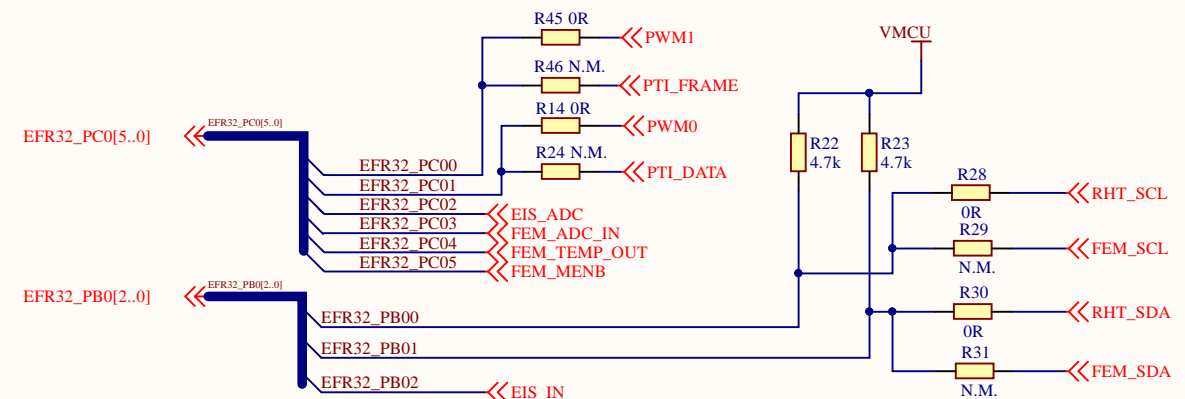 R45 0R
PWM1
VMCU
R46 N.M.
PTI_FRAME
R14 0R
PWM0
EFR32_PC0[5..0]
EFR32_PC0[5..0]
R22
4.7k
R23
4.7k
R24 N.M.
PTI_DATA
EFR32_PC00
EFR32_PC01
EFR32_PC02
EIS_ADC
EFR32_PC03
FEM_ADC_IN
EFR32_PC04
FEM_TEMP_OUT
EFR32_PC05
FEM_MENB
R28
0R
RHT_SCL
R29
N.M.
FEM_SCL
EFR32_PB0[2..0]
EFR32_PB0[2..0]
EFR32_PB00
R30
0R
RHT_SDA
EFR32_PB01
R31
N.M.
FEM_SDA
EFR32_PB02
EIS_IN